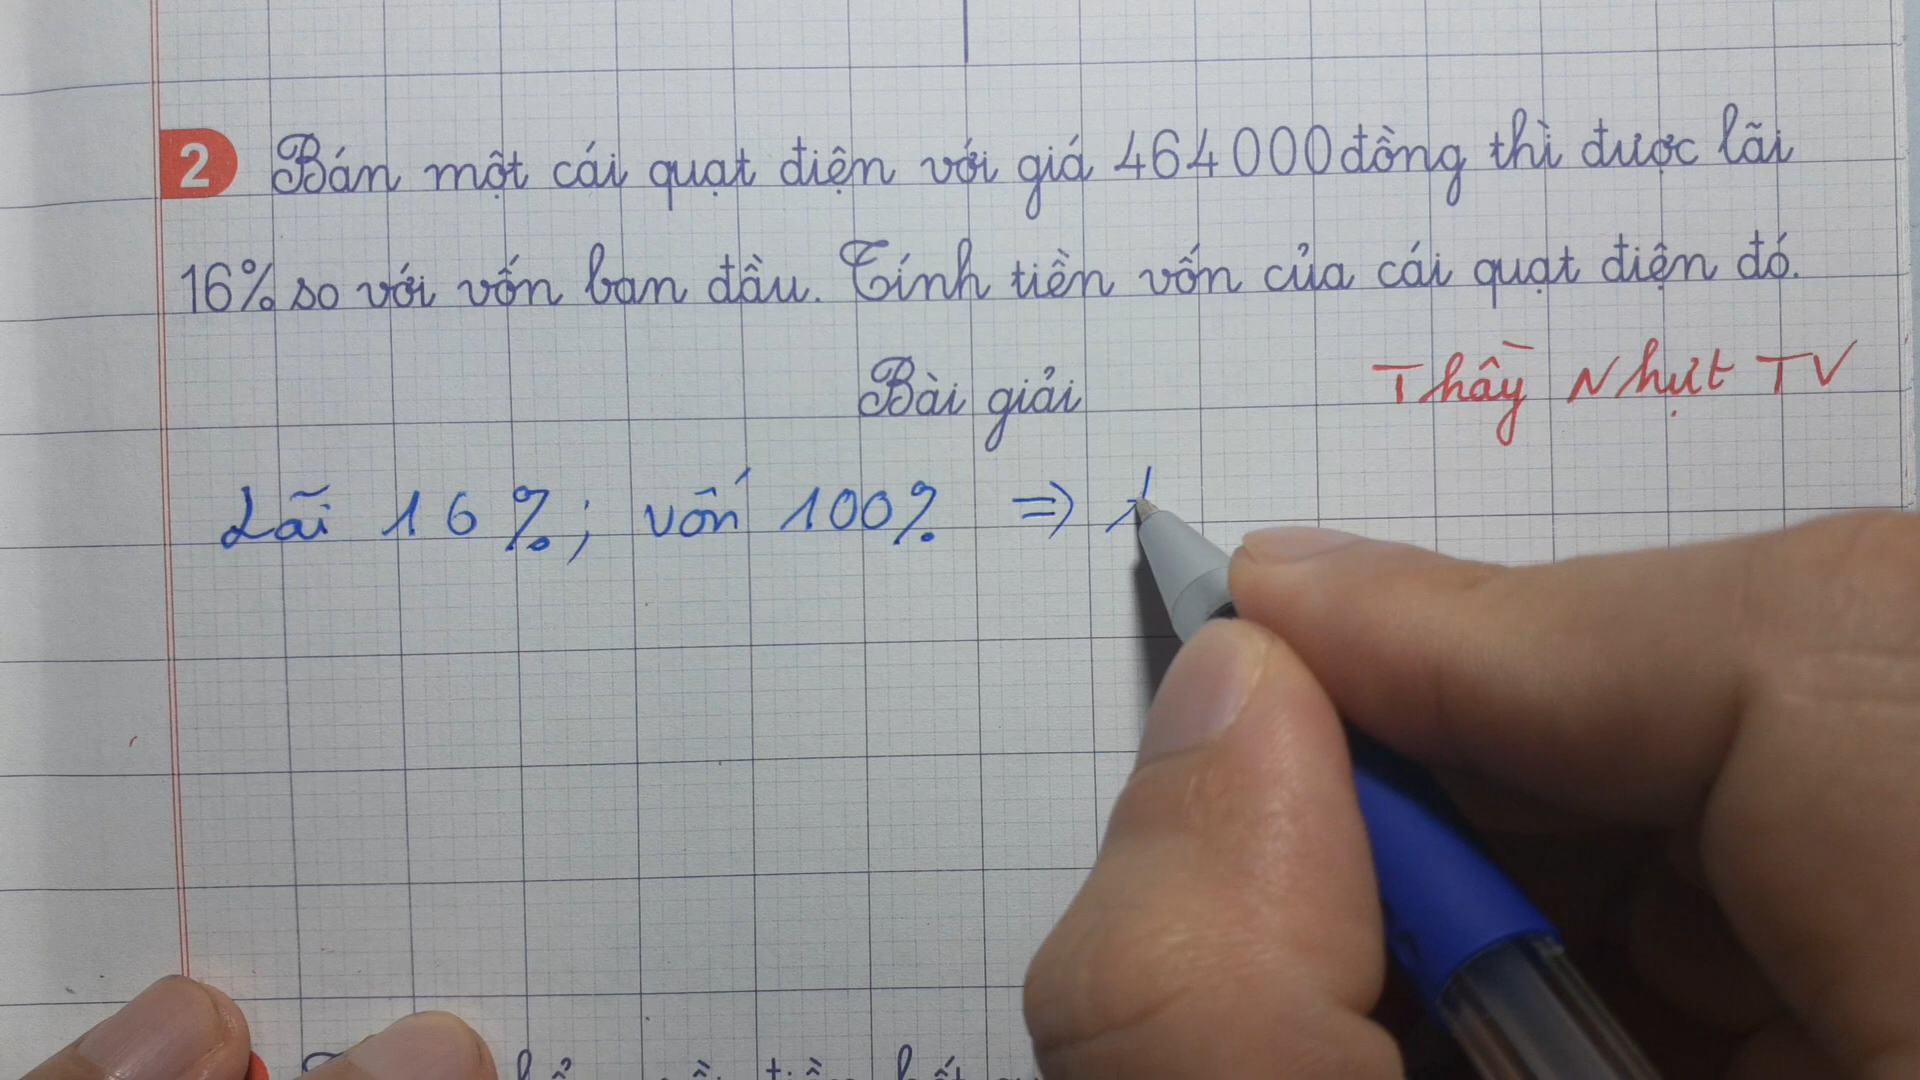 2 Bán một cái quạt điện với giá 464 000 đồng thì được lãi
16% so với vốn ban đầu. Tính tiền vốn của cái quạt điện đó.
Bài giải
Thầy Nhựt TV
Lãi 16%; vốn 100% => 1